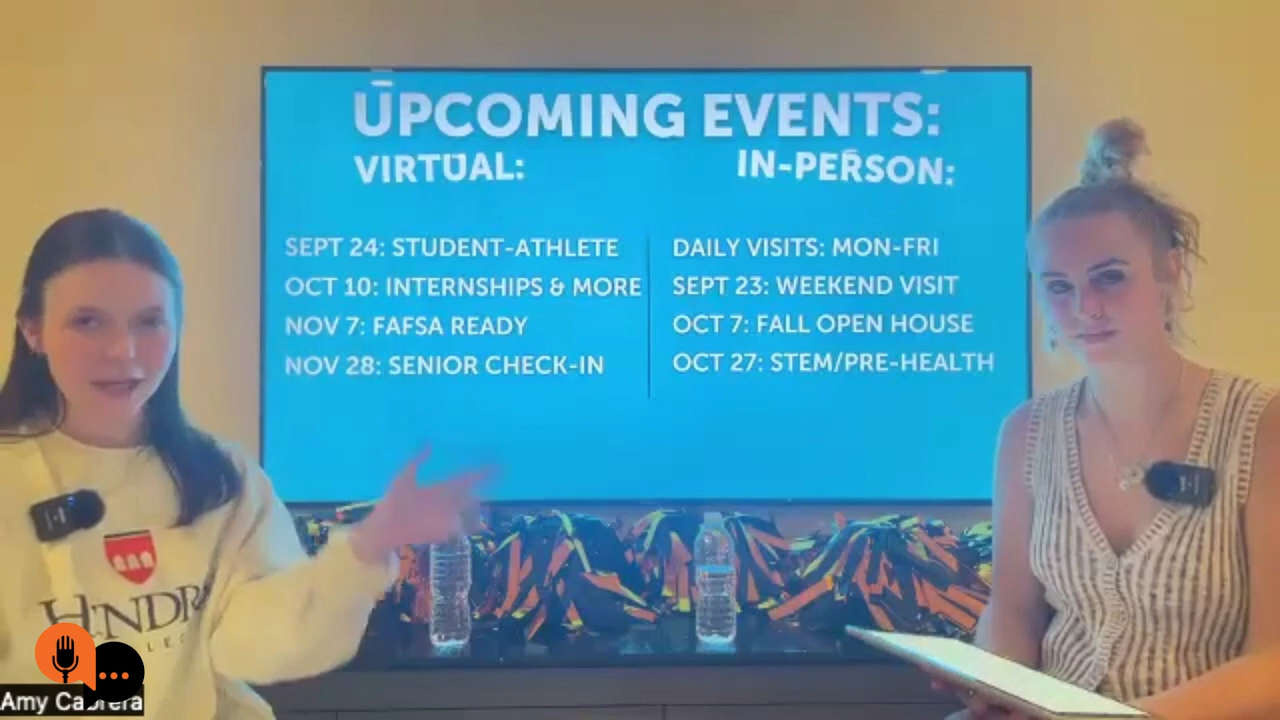 UPCOMING EVENTS:
VIRTUAL:
SEPT 24: STUDENT-ATHLETE
OCT 10: INTERNSHIPS & MORE
NOV 7: FAFSA READY
NOV 28: SENIOR CHECK-IN
IN-PERSON:
DAILY VISITS: MON-FRI
SEPT 23: WEEKEND VISIT
OCT 7: FALL OPEN HOUSE
OCT 27: STEM/PRE-HEALTH
HENDR
Amy Cabrera